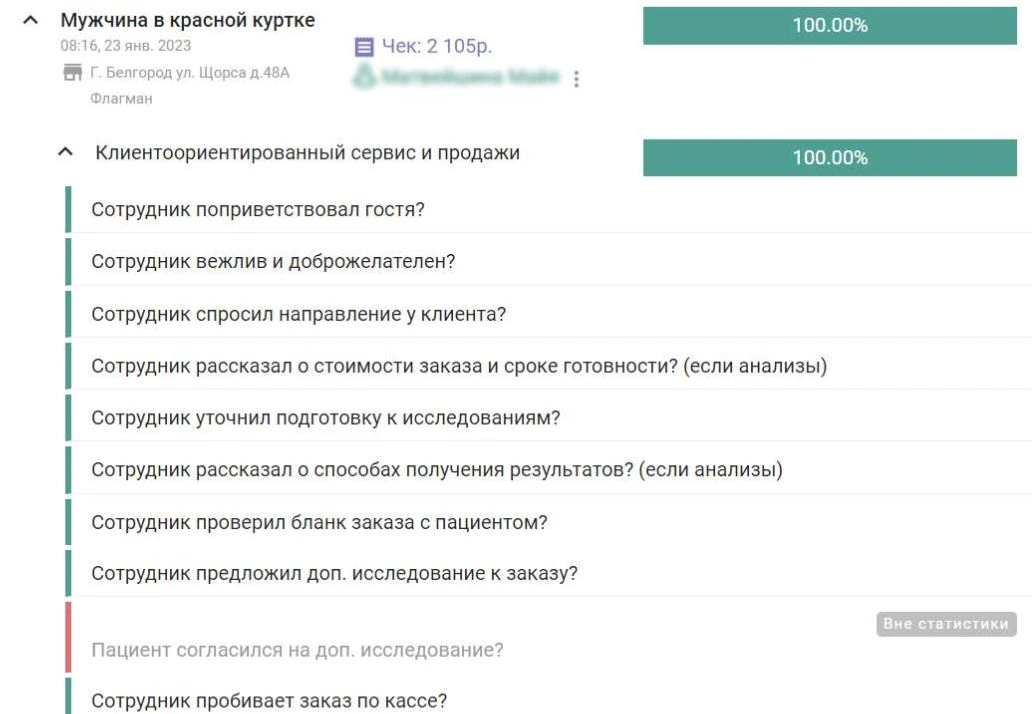 Мужчина в красной куртке
100.00%
08:16, 23 янв. 2023
Чек: 2 105р.
Г. Белгород ул. Щорса д.48А
Флагман
Клиентоориентированный сервис и продажи
100.00%
Сотрудник поприветствовал гостя?
Сотрудник вежлив и доброжелателен?
Сотрудник спросил направление у клиента?
Сотрудник рассказал о стоимости заказа и сроке готовности? (если анализы)
Сотрудник уточнил подготовку к исследованиям?
Сотрудник рассказал о способах получения результатов? (если анализы)
Сотрудник проверил бланк заказа с пациентом?
Сотрудник предложил доп. исследование к заказу?
Вне статистики
Пациент согласился на доп. исследование?
Сотрудник пробивает заказ по кассе?